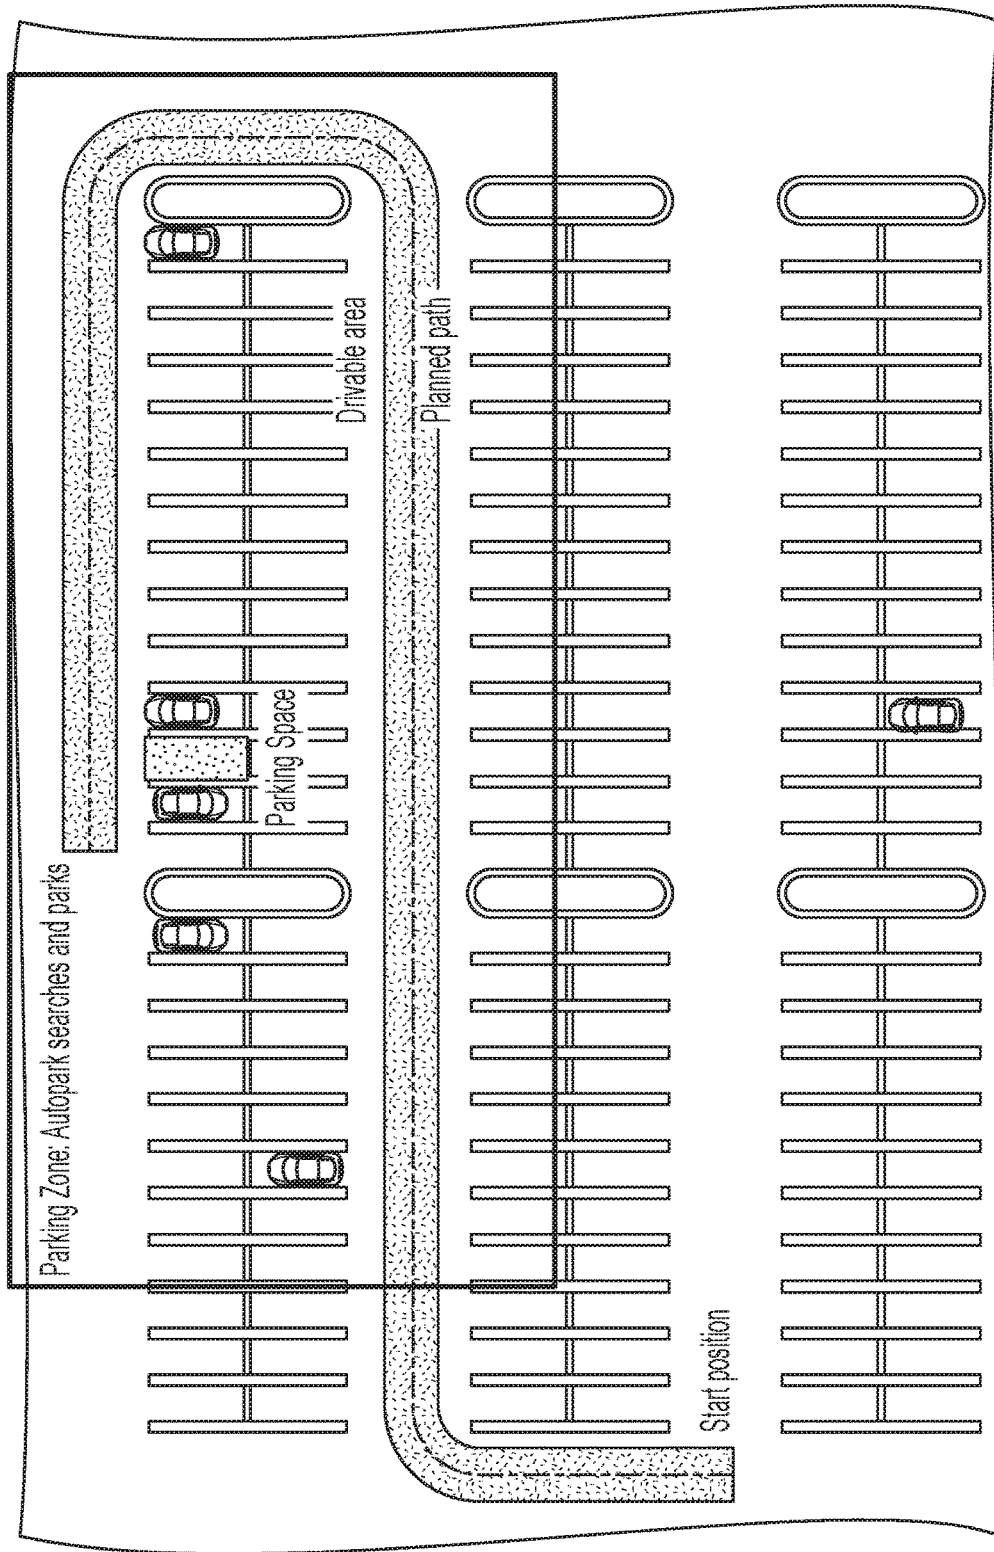 Parking Zone: Autopark searches and parks
Parking Space
Drivable area
Planned path
Start position